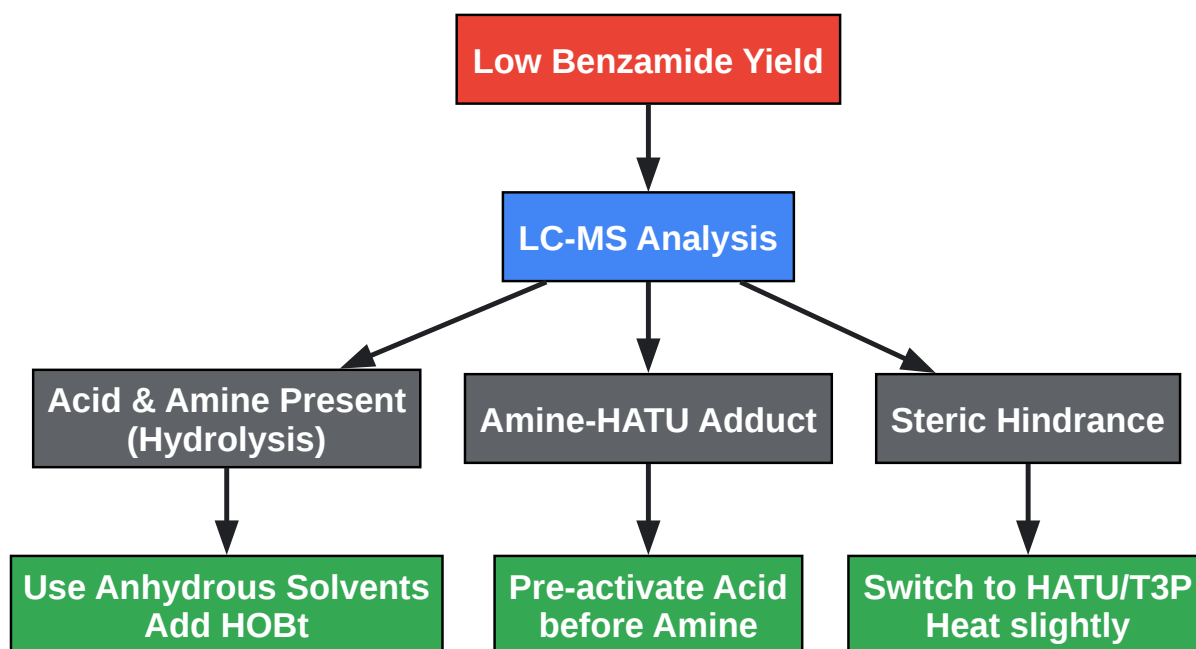 Low Benzamide Yield
LC-MS Analysis
Acid & Amine Present
(Hydrolysis)
Amine-HATU Adduct
Steric Hindrance
Use Anhydrous Solvents
Add HOBt
Pre-activate Acid
before Amine
Switch to HATU/T3P
Heat slightly